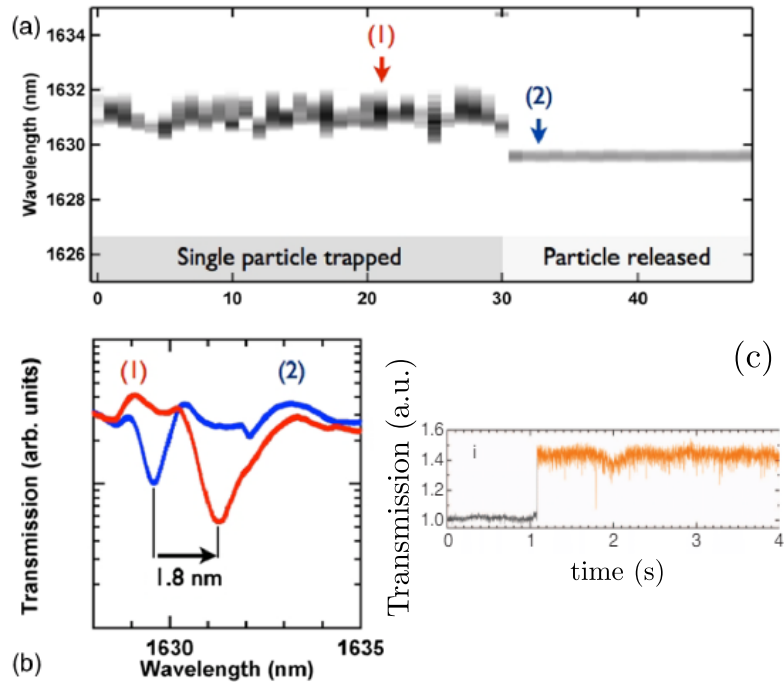 (a)
1634
1632
1630
1628
1626
Wavelength (nm)
(1)
(2)
Single particle trapped
Particle released
0
10
20
30
40
(b)
Transmission (arb. units)
(1)
(2)
1.8 nm
1630
1635
Wavelength (nm)
(c)
Transmission (a.u.)
1.6
1.4
1.2
1.0
i
0
1
2
3
4
time (s)